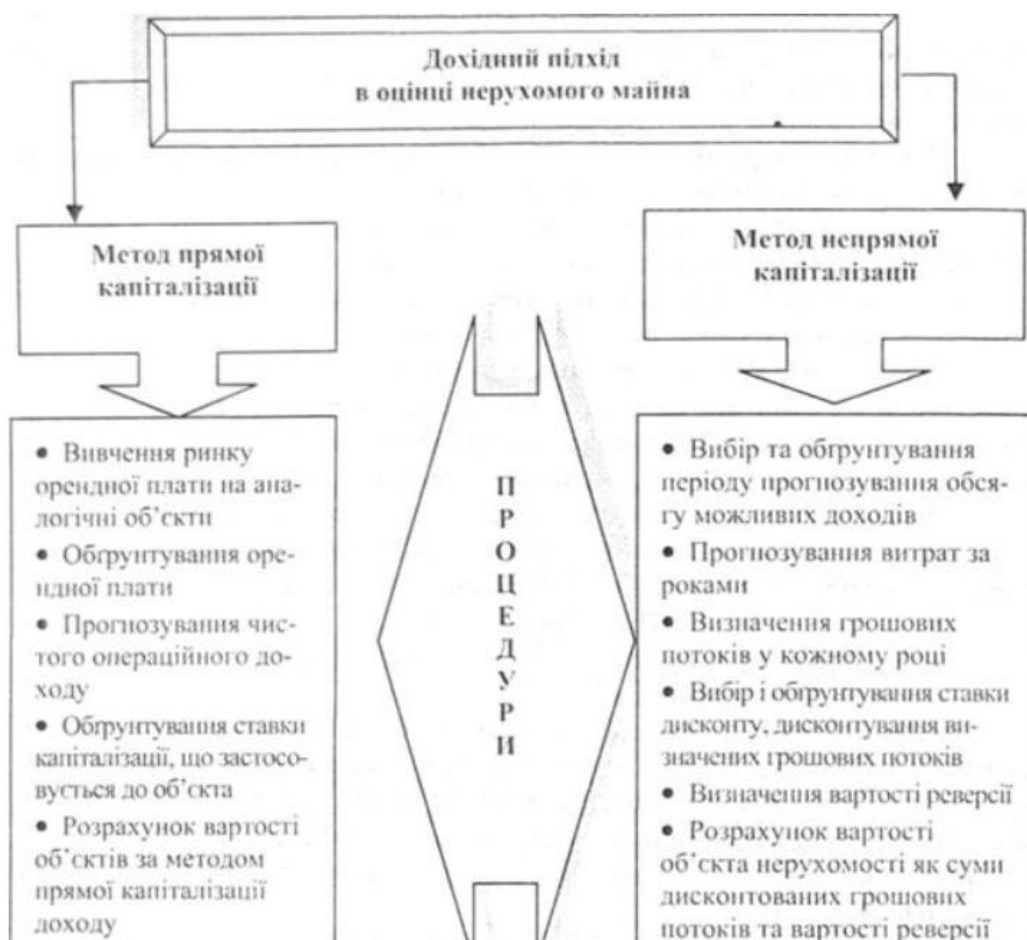 Дохідний підхід
в оцінці нерухомого майна
Метод прямої
капіталізації
Метод непрямої
капіталізації
• Вивчення ринку
орендної плати на ана-
логічні об’єкти
• Обґрунтування оре-
ндної плати
• Прогнозування чис-
того операційного до-
ходу
• Обґрунтування ставки
капіталізації, що застосо-
вується до об’єкта
• Розрахунок вартості
об’єктів за методом
прямої капіталізації
доходу
П
Р
О
Ц
Е
Д
У
Р
И
• Вибір та обґрунтування
періоду прогнозування обся-
гу можливих доходів
• Прогнозування витрат за
роками
• Визначення грошових
потоків у кожному році
• Вибір і обґрунтування ставки
дисконту, дисконтування ви-
значених грошових потоків
• Визначення вартості реверсії
• Розрахунок вартості
об’єкта нерухомості як суми
дисконтованих грошових
потоків та вартості реверсії